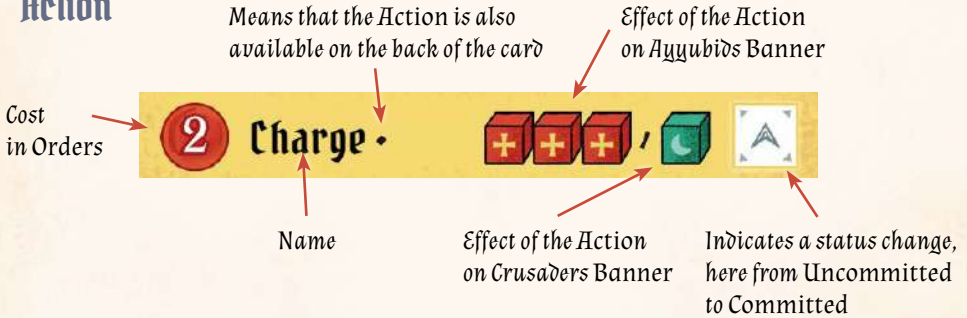 Action
Means that the Action is also
available on the back of the card
Effect of the Action
on Ayyubids Banner
Cost
in Orders
2 Charge •
/
Name
Effect of the Action
on Crusaders Banner
Indicates a status change,
here from Uncommitted
to Committed